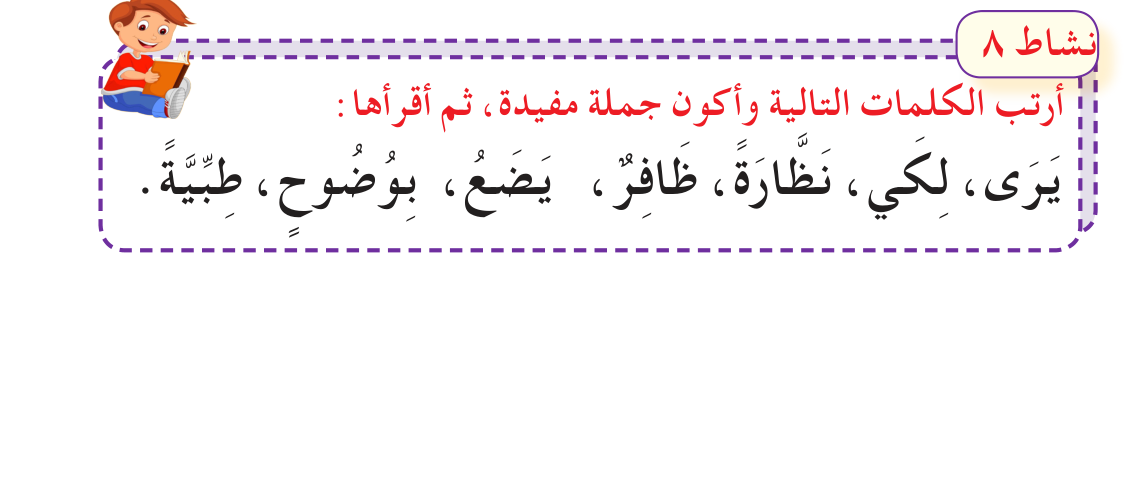 نشاط ٨
أرتب الكلمات التالية وأكون جملة مفيدة، ثم أقرأها:
يَرَى، لِكَي، نَظَّارَةً، ظَافِرٌ، يَضَعُ، بِوُضُوحٍ، طِبِّيَّةً.